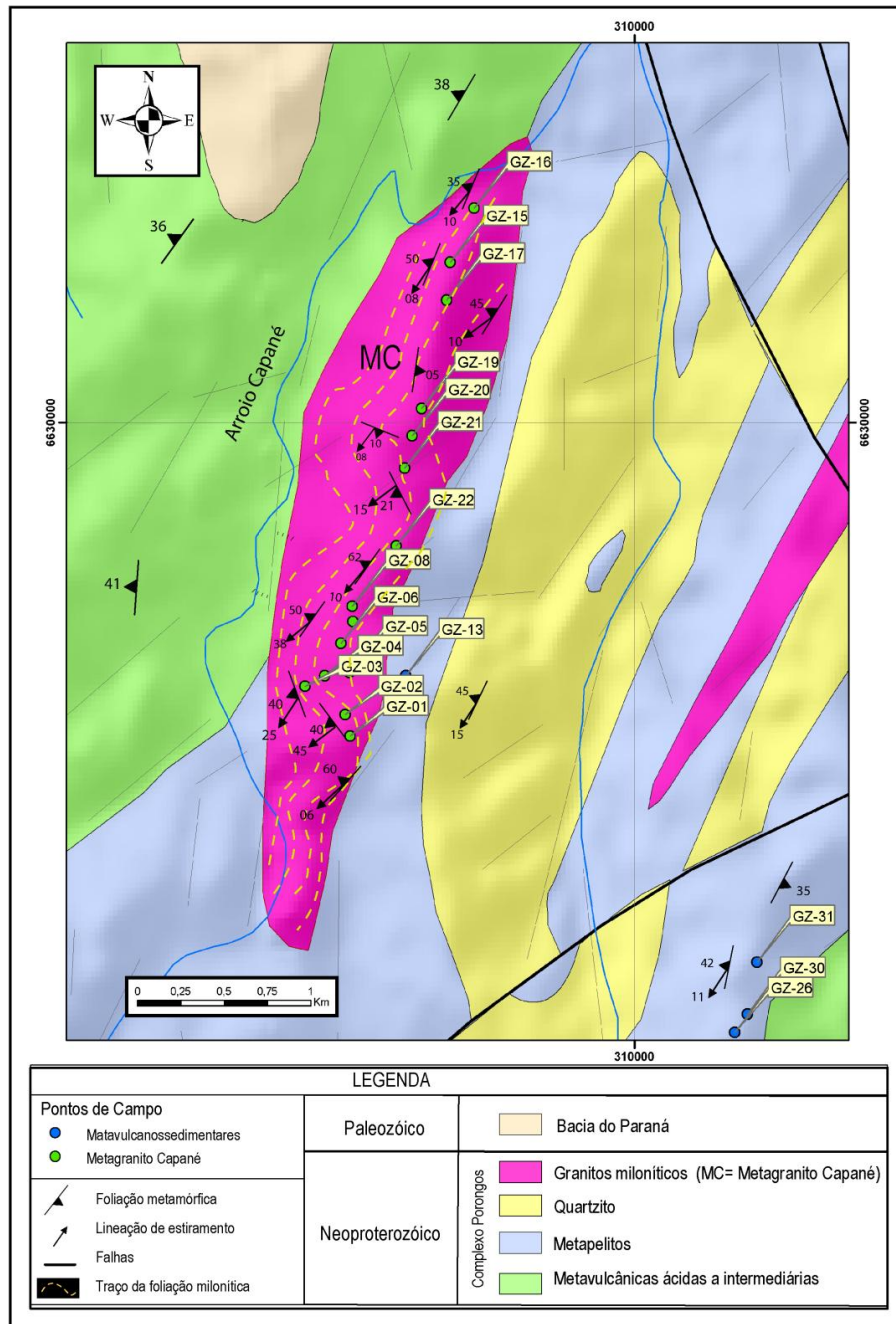 310000
N
W E
S
38
36
35
10
GZ-16
GZ-15
50
08
GZ-17
45
10
MC
05
GZ-19
GZ-20
GZ-21
Arroio Capané
6630000
6630000
10
08
15
21
GZ-22
62
10
GZ-08
GZ-06
50
38
GZ-05
GZ-04
GZ-13
GZ-03
GZ-02
GZ-01
41
40
25
40
45
60
06
45
15
35
GZ-31
42
11
GZ-30
GZ-26
0 0,25 0,5 0,75 1
Km
310000
LEGENDA
Pontos de Campo
Matavulcanossedimentares
Metagranito Capané
Foliação metamórfica
Lineação de estiramento
Falhas
Traço da foliação milonítica
Paleozóico
Bacia do Paraná
Neoproterozóico
Complexo Porongos
Granitos miloníticos (MC= Metagranito Capané)
Quartzito
Metapelitos
Metavulcânicas ácidas a intermediárias